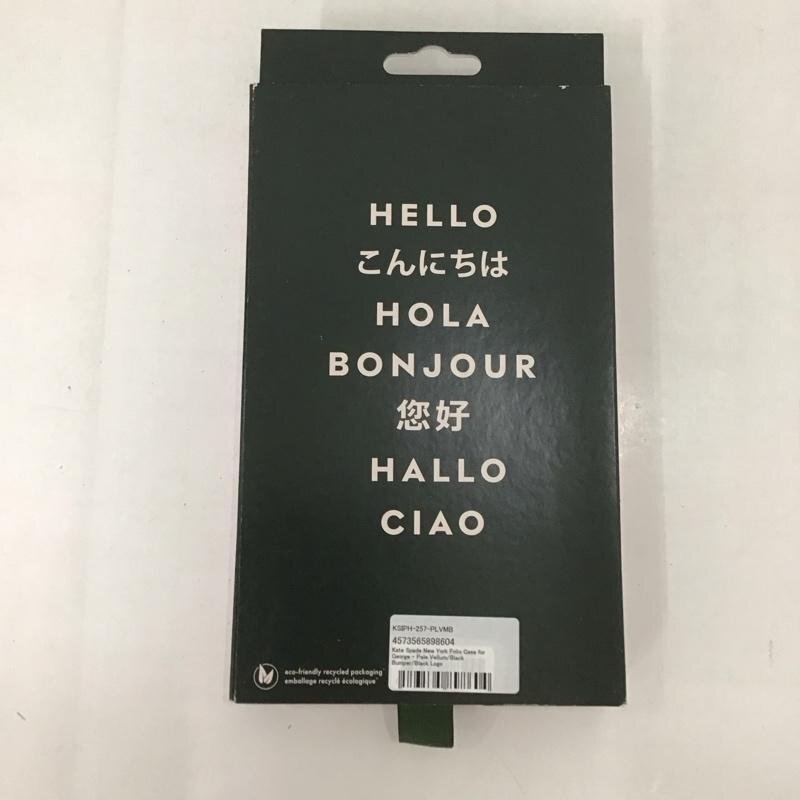 HELLO
こんにちは
HOLA
BONJOUR
您好
HALLO
CIAO
KSIPH-257-PLVMB
4573565898604
Kate Spade New York Folio Case for
George - Pale Vellum/Black
Bumper/Black Logo
eco-friendly recycled packaging
emballage recyclé écologique